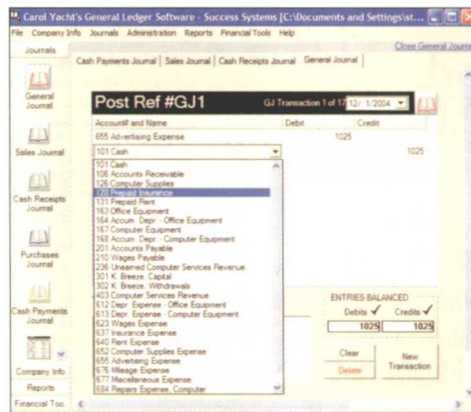 Carol Yacht's General Ledger Software - Success Systems [C:\Documents and Settings\st...
File Company Info Journals Administration Reports Financial Tools Help
Journals
Close General Journa
Cash Payments Journal Sales Journal Cash Receipts Journal General Journal
General Journal
Post Ref #GJ1
GJ Transaction 1 of 17 12/ 1/2004
Account# and Name Debit Credit
655 Advertising Expense 1025
101 Cash 1025
101 Cash
106 Accounts Receivable
126 Computer Supplies
128 Prepaid Insurance
131 Prepaid Rent
163 Office Equipment
164 Accum. Depr. - Office Equipment
167 Computer Equipment
168 Accum. Depr. - Computer Equipment
201 Accounts Payable
210 Wages Payable
236 Unearned Computer Services Revenue
301 K. Breeze, Capital
302 K. Breeze, Withdrawals
403 Computer Services Revenue
612 Depr. Expense - Office Equipment
613 Depr. Expense - Computer Equipment
623 Wages Expense
637 Insurance Expense
640 Rent Expense
652 Computer Supplies Expense
655 Advertising Expense
676 Mileage Expense
677 Miscellaneous Expense
684 Repairs Expense, Computer
Sales Journal
Cash Receipts Journal
Purchases Journal
Cash Payments Journal
Company Info
Reports
Financial Too
ENTRIES BALANCED
Debits ✓ Credits ✓
1025 1025
Clear
Delete
New Transaction